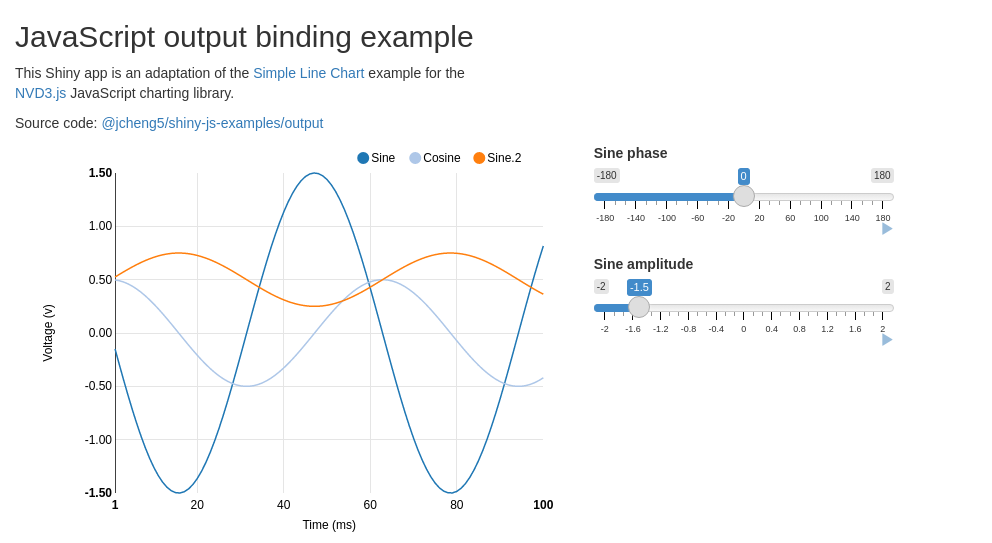 JavaScript output binding example
This Shiny app is an adaptation of the Simple Line Chart example for the
NVD3.js JavaScript charting library.
Source code: @jcheng5/shiny-js-examples/output
Sine Cosine Sine.2
1.50
1.00
0.50
0.00
-0.50
-1.00
-1.50
Voltage (v)
1 20 40 60 80 100
Time (ms)
Sine phase
-180 0 180
-180 -140 -100 -60 -20 20 60 100 140 180
Sine amplitude
-2 -1.5 2
-2 -1.6 -1.2 -0.8 -0.4 0 0.4 0.8 1.2 1.6 2